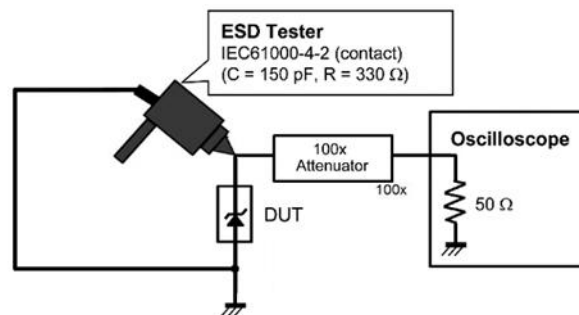 ESD Tester
IEC61000-4-2 (contact)
(C = 150 pF, R = 330 Ω)
100x
Attenuator
100x
Oscilloscope
50 Ω
DUT